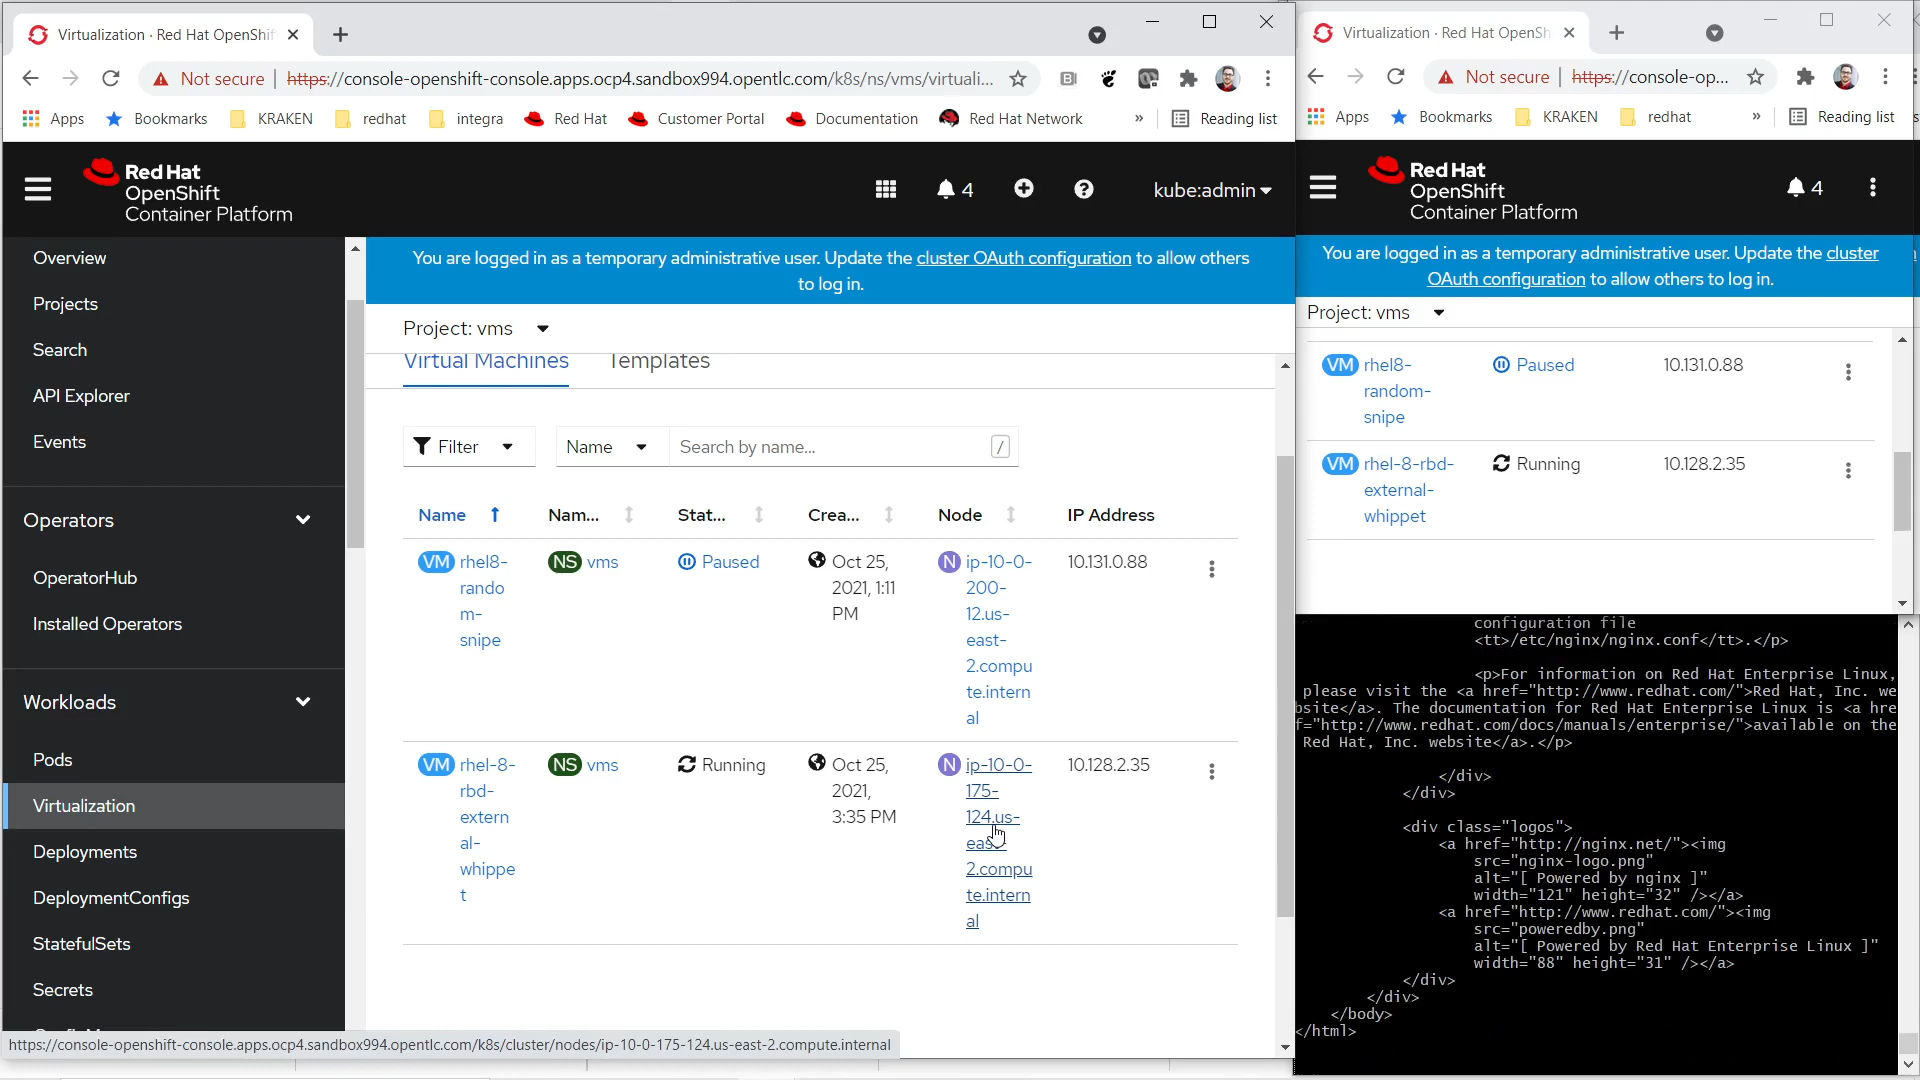 Virtualization · Red Hat OpenShif
Not secure
https://console-openshift-console.apps.ocp4.sandbox994.opentlc.com/k8s/ns/vms/virtuali...
Apps
Bookmarks
KRAKEN
redhat
integra
Red Hat
Customer Portal
Documentation
Red Hat Network
»
Reading list
Red Hat
OpenShift
Container Platform
4
kube:admin
Overview
Projects
Search
API Explorer
Events
Operators
OperatorHub
Installed Operators
Workloads
Pods
Virtualization
Deployments
DeploymentConfigs
StatefulSets
Secrets
You are logged in as a temporary administrative user. Update the cluster OAuth configuration to allow others
to log in.
Project: vms
Virtual Machines
Templates
Filter
Name
Search by name...
/
Name
Nam...
Stat...
Crea...
Node
IP Address
VM rhel8-
rando
m-
snipe
NS vms
Paused
Oct 25,
2021, 1:11
PM
N ip-10-0-
200-
12.us-
east-
2.compu
te.intern
al
10.131.0.88
VM rhel-8-
rbd-
extern
al-
whippe
t
NS vms
Running
Oct 25,
2021,
3:35 PM
N ip-10-0-
175-
124.us-
east-
2.compu
te.intern
al
10.128.2.35
https://console-openshift-console.apps.ocp4.sandbox994.opentlc.com/k8s/cluster/nodes/ip-10-0-175-124.us-east-2.compute.internal
Virtualization · Red Hat OpenSh
Not secure
https://console-op...
Apps
Bookmarks
KRAKEN
redhat
»
Reading list
Red Hat
OpenShift
Container Platform
4
You are logged in as a temporary administrative user. Update the cluster
OAuth configuration to allow others to log in.
Project: vms
VM rhel8-
random-
snipe
Paused
10.131.0.88
VM rhel-8-rbd-
external-
whippet
Running
10.128.2.35
configuration file
<tt>/etc/nginx/nginx.conf</tt>.</p>
<p>For information on Red Hat Enterprise Linux,
please visit the <a href="http://www.redhat.com/">Red Hat, Inc. we
bsite</a>. The documentation for Red Hat Enterprise Linux is <a hre
f="http://www.redhat.com/docs/manuals/enterprise/">available on the
Red Hat, Inc. website</a>.</p>
</div>
</div>
<div class="logos">
<a href="http://nginx.net/"><img
src="nginx-logo.png"
alt="[ Powered by nginx ]"
width="121" height="32" /></a>
<a href="http://www.redhat.com/"><img
src="poweredby.png"
alt="[ Powered by Red Hat Enterprise Linux ]"
width="88" height="31" /></a>
</div>
</div>
</body>
</html>